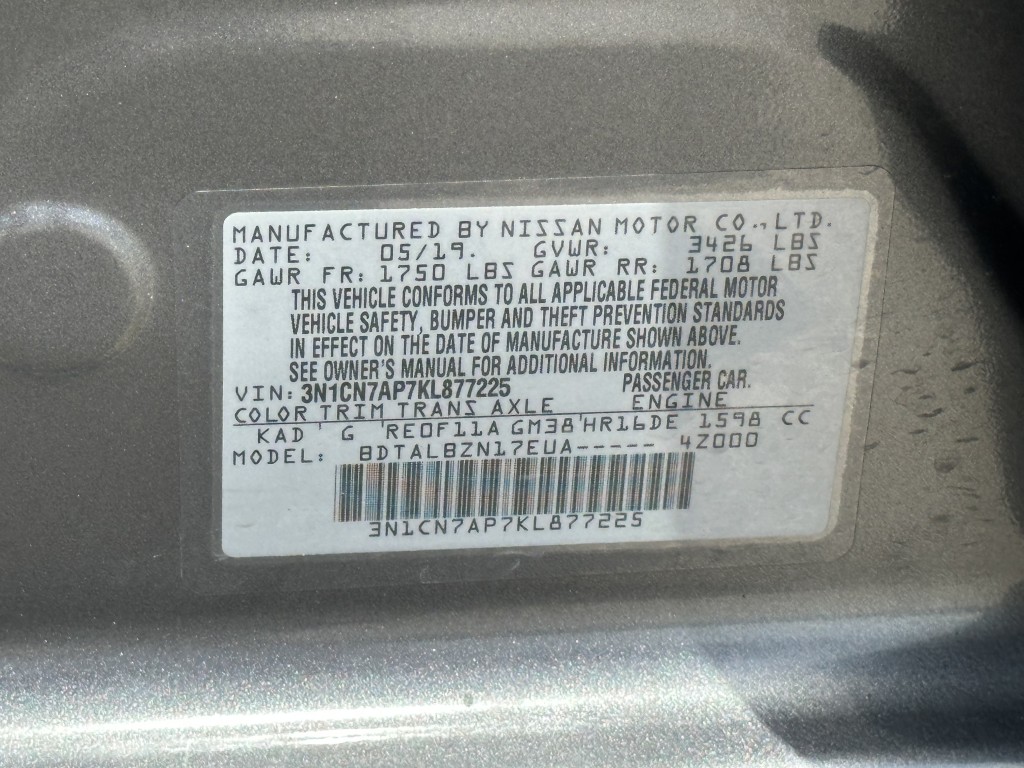 MANUFACTURED BY NISSAN MOTOR CO.,LTD.
DATE: 05/19. GVWR: 3426 LBS
GAWR FR: 1750 LBS GAWR RR: 1708 LBS
THIS VEHICLE CONFORMS TO ALL APPLICABLE FEDERAL MOTOR
VEHICLE SAFETY, BUMPER AND THEFT PREVENTION STANDARDS
IN EFFECT ON THE DATE OF MANUFACTURE SHOWN ABOVE.
SEE OWNER'S MANUAL FOR ADDITIONAL INFORMATION.
VIN: 3N1CN7AP7KL877225 PASSENGER CAR.
COLOR TRIM TRANS AXLE ENGINE
KAD G RE0F11A GM38 HR16DE 1598 CC
MODEL: BDTALBZN17EUA----- 4Z000
3N1CN7AP7KL877225